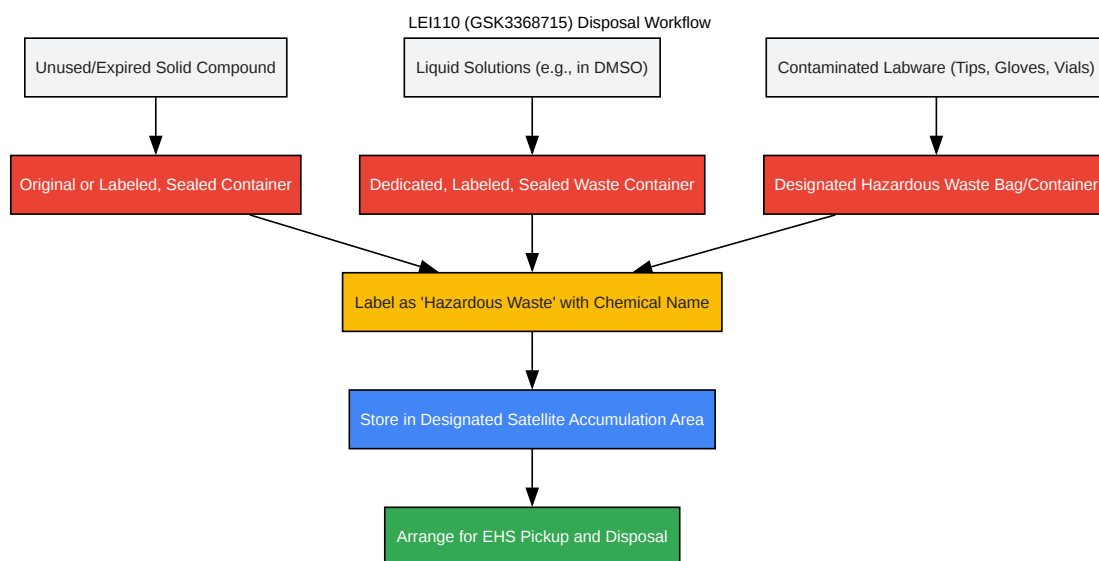 LEI110 (GSK3368715) Disposal Workflow
Unused/Expired Solid Compound
Liquid Solutions (e.g., in DMSO)
Contaminated Labware (Tips, Gloves, Vials)
Original or Labeled, Sealed Container
Dedicated, Labeled, Sealed Waste Container
Designated Hazardous Waste Bag/Container
Label as 'Hazardous Waste' with Chemical Name
Store in Designated Satellite Accumulation Area
Arrange for EHS Pickup and Disposal